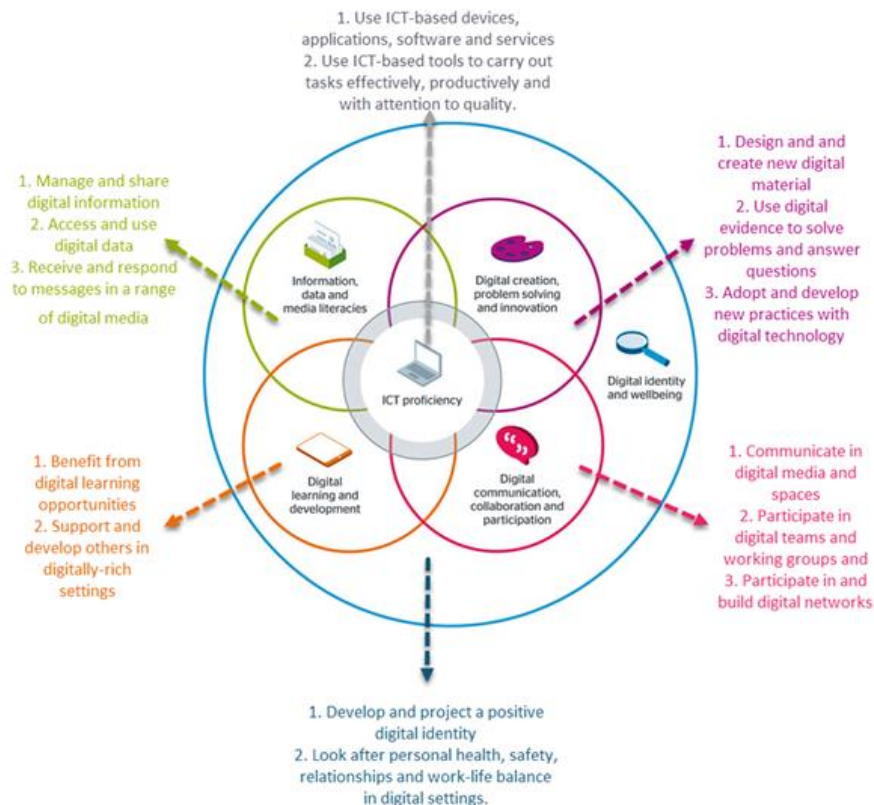 1. Use ICT-based devices,
applications, software and services
2. Use ICT-based tools to carry out
tasks effectively, productively and
with attention to quality.
1. Manage and share
digital information
2. Access and use
digital data
3. Receive and respond
to messages in a range
of digital media
1. Design and and
create new digital
material
2. Use digital
evidence to solve
problems and answer
questions
3. Adopt and develop
new practices with
digital technology
Information,
data and
media literacies
Digital creation,
problem solving
and innovation
Digital identity
and wellbeing
ICT proficiency
Digital
learning and
development
Digital
communication,
collaboration and
participation
1. Benefit from
digital learning
opportunities
2. Support and
develop others in
digitally-rich
settings
1. Communicate in
digital media and
spaces
2. Participate in
digital teams and
working groups and
3. Participate in and
build digital networks
1. Develop and project a positive
digital identity
2. Look after personal health, safety,
relationships and work-life balance
in digital settings.